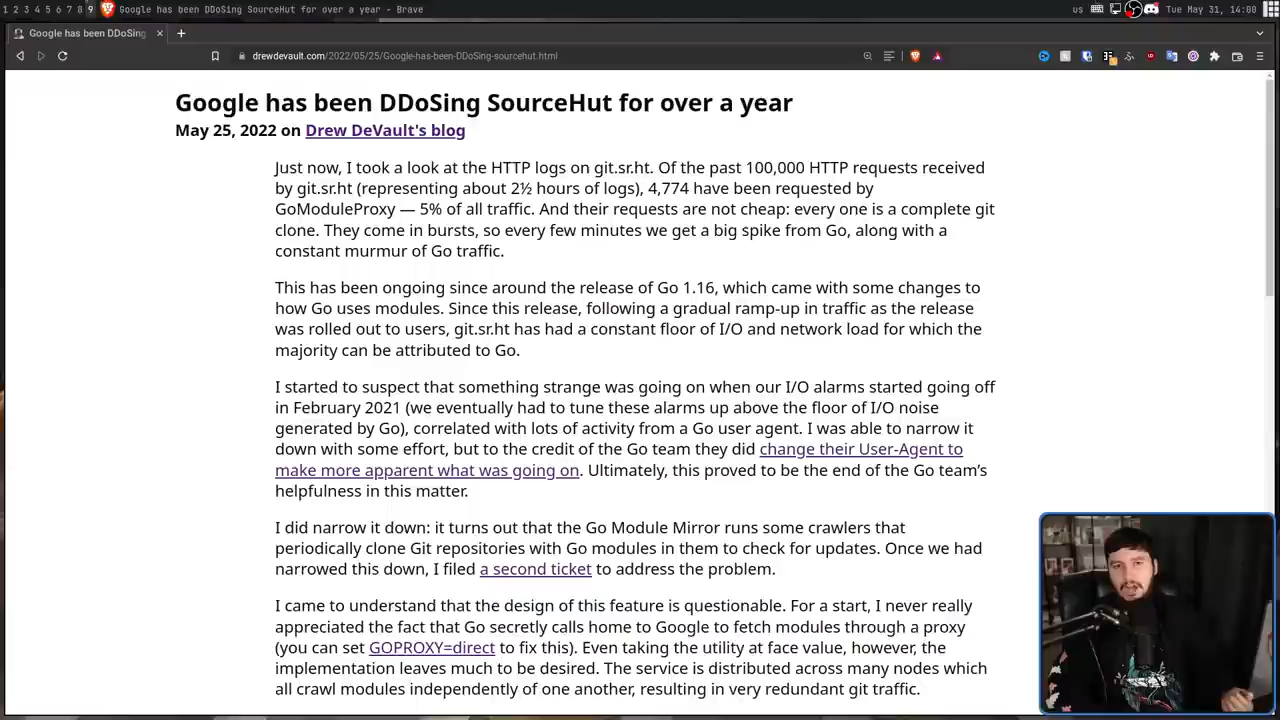 1 2 3 4 5 6 7 8 9 Google has been DDoSing SourceHut for over a year - Brave
us Tue May 31, 14:00
Google has been DDoSing
drewdevault.com/2022/05/25/Google-has-been-DDoSing-sourcehut.html
Google has been DDoSing SourceHut for over a year
May 25, 2022 on Drew DeVault's blog
Just now, I took a look at the HTTP logs on git.sr.ht. Of the past 100,000 HTTP requests received
by git.sr.ht (representing about 2½ hours of logs), 4,774 have been requested by
GoModuleProxy — 5% of all traffic. And their requests are not cheap: every one is a complete git
clone. They come in bursts, so every few minutes we get a big spike from Go, along with a
constant murmur of Go traffic.
This has been ongoing since around the release of Go 1.16, which came with some changes to
how Go uses modules. Since this release, following a gradual ramp-up in traffic as the release
was rolled out to users, git.sr.ht has had a constant floor of I/O and network load for which the
majority can be attributed to Go.
I started to suspect that something strange was going on when our I/O alarms started going off
in February 2021 (we eventually had to tune these alarms up above the floor of I/O noise
generated by Go), correlated with lots of activity from a Go user agent. I was able to narrow it
down with some effort, but to the credit of the Go team they did change their User-Agent to
make more apparent what was going on. Ultimately, this proved to be the end of the Go team's
helpfulness in this matter.
I did narrow it down: it turns out that the Go Module Mirror runs some crawlers that
periodically clone Git repositories with Go modules in them to check for updates. Once we had
narrowed this down, I filed a second ticket to address the problem.
I came to understand that the design of this feature is questionable. For a start, I never really
appreciated the fact that Go secretly calls home to Google to fetch modules through a proxy
(you can set GOPROXY=direct to fix this). Even taking the utility at face value, however, the
implementation leaves much to be desired. The service is distributed across many nodes which
all crawl modules independently of one another, resulting in very redundant git traffic.